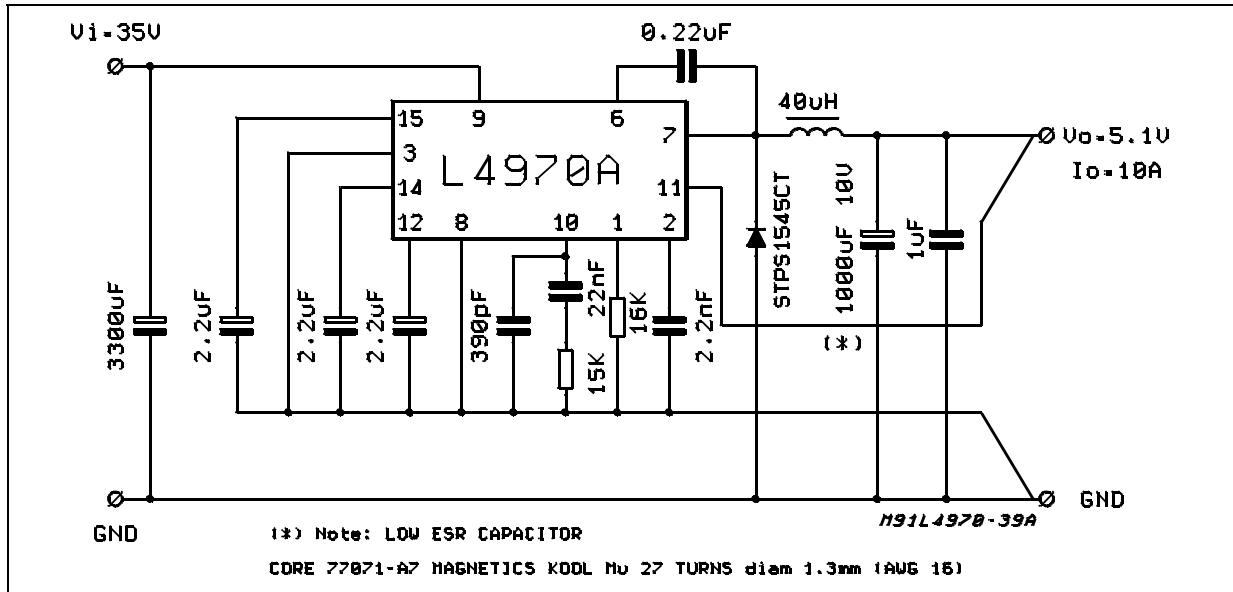 Vi=35V
0.22uF
15
9
6
40uH
3
7
Vo=5.1V
L4970A
Io=10A
14
11
12
8
10
1
2
STPS1545CT
1000uF 10V
1uF
3300uF
2.2uF
2.2uF
2.2uF
390pF
22nF
16K
2.2nF
(*)
15K
GND
GND
M91L4970-39A
(*) Note: LOW ESR CAPACITOR
CORE 77071-A7 MAGNETICS KOOL Mu 27 TURNS diam 1.3mm (AWG 16)